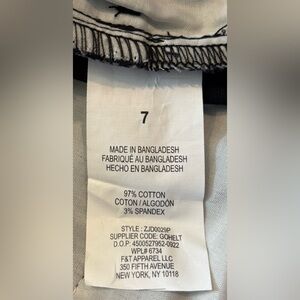 7
MADE IN BANGLADESH
FABRIQUÉ AU BANGLADESH
HECHO EN BANGLADESH
97% COTTON
COTON / ALGODÓN
3% SPANDEX
STYLE : ZJD0029P
SUPPLIER CODE: GOHELT
D.O.P: 4500527952-0922
WPL# 6734
F&T APPAREL LLC
350 FIFTH AVENUE
NEW YORK, NY 10118